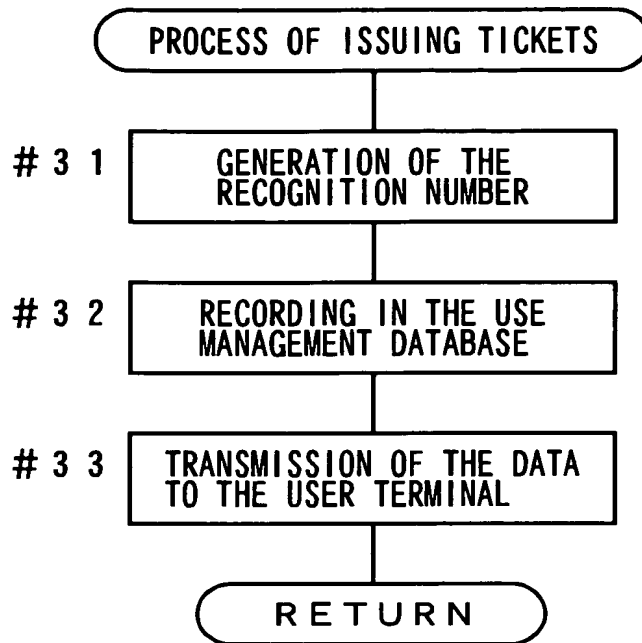 PROCESS OF ISSUING TICKETS
#31
GENERATION OF THE
RECOGNITION NUMBER
#32
RECORDING IN THE USE
MANAGEMENT DATABASE
#33
TRANSMISSION OF THE DATA
TO THE USER TERMINAL
RETURN